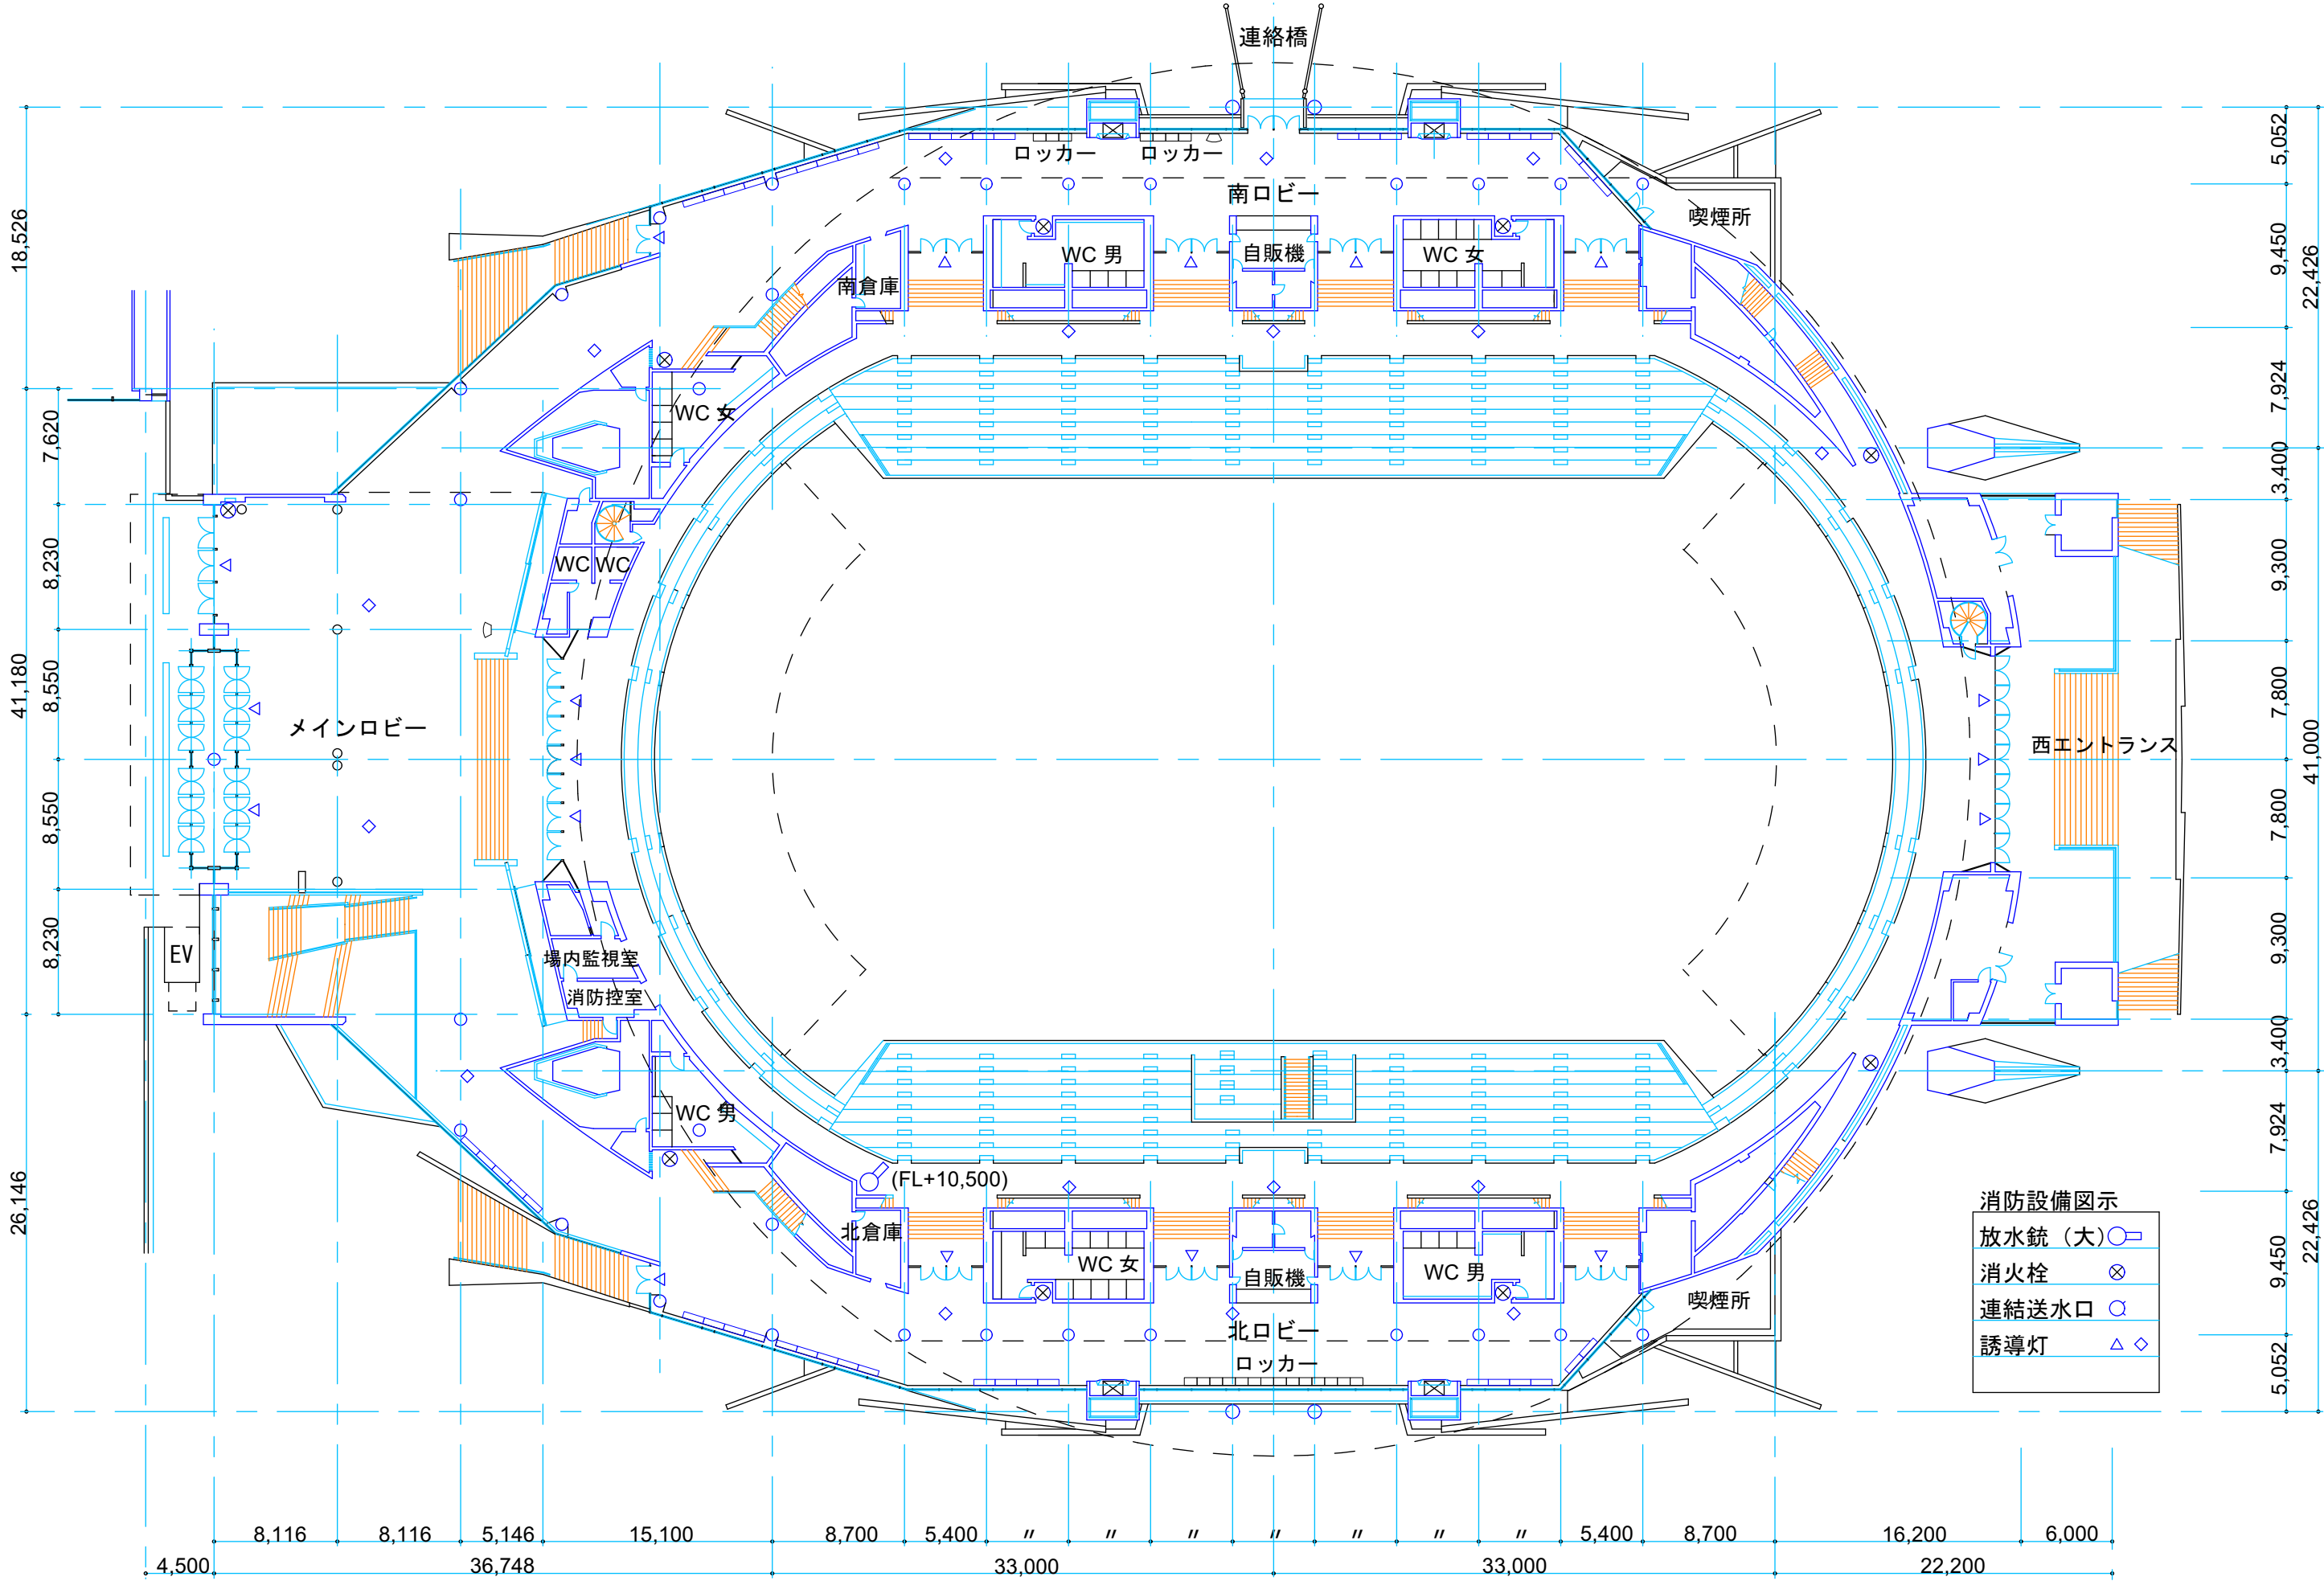 連絡橋
ロッカー
ロッカー
南ロビー
喫煙所
WC 男
自販機
WC 女
南倉庫
WC 女
WC
WC
メインロビー
西エントランス
EV
場内監視室
消防控室
WC 男
(FL+10,500)
北倉庫
WC 女
自販機
WC 男
喫煙所
北ロビー
ロッカー
消防設備図示
放水銃（大）
消火栓
連結送水口
誘導灯
18,526
41,180
26,146
7,620
8,230
8,550
8,550
8,230
5,052
9,450
7,924
3,400
9,300
7,800
7,800
9,300
3,400
7,924
9,450
5,052
22,426
41,000
22,426
8,116
8,116
5,146
15,100
8,700
5,400
〃
〃
〃
〃
〃
〃
〃
5,400
8,700
16,200
6,000
4,500
36,748
33,000
33,000
22,200